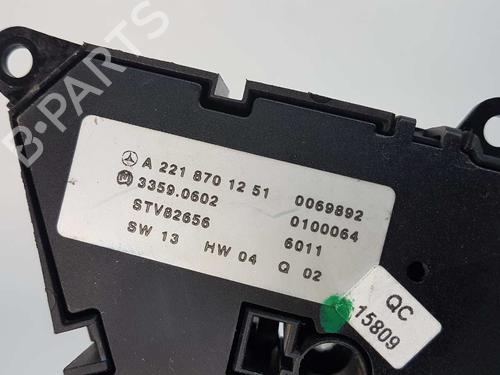 B-PARTS
A 221 870 12 51 0069892
3359.0602 0100064
STV82656 6011
SW 13 HW 04 Q 02
QC
15809